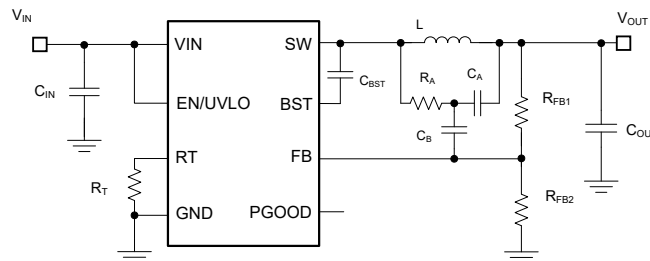 VIN
VOUT
L
VIN
SW
CIN
CBST
RA
CA
RFB1
EN/UVLO
BST
CB
COU
RT
FB
RT
GND
PGOOD
RFB2